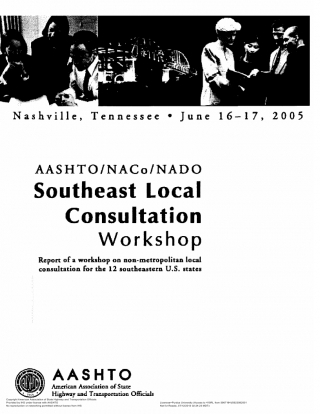 Nashville, Tennessee • June 16–17, 2005
AASHTO/NACo/NADO
Southeast Local
Consultation
Workshop
Report of a workshop on non-metropolitan local
consultation for the 12 southeastern U.S. states
AASHTO
American Association of State
Highway and Transportation Officials